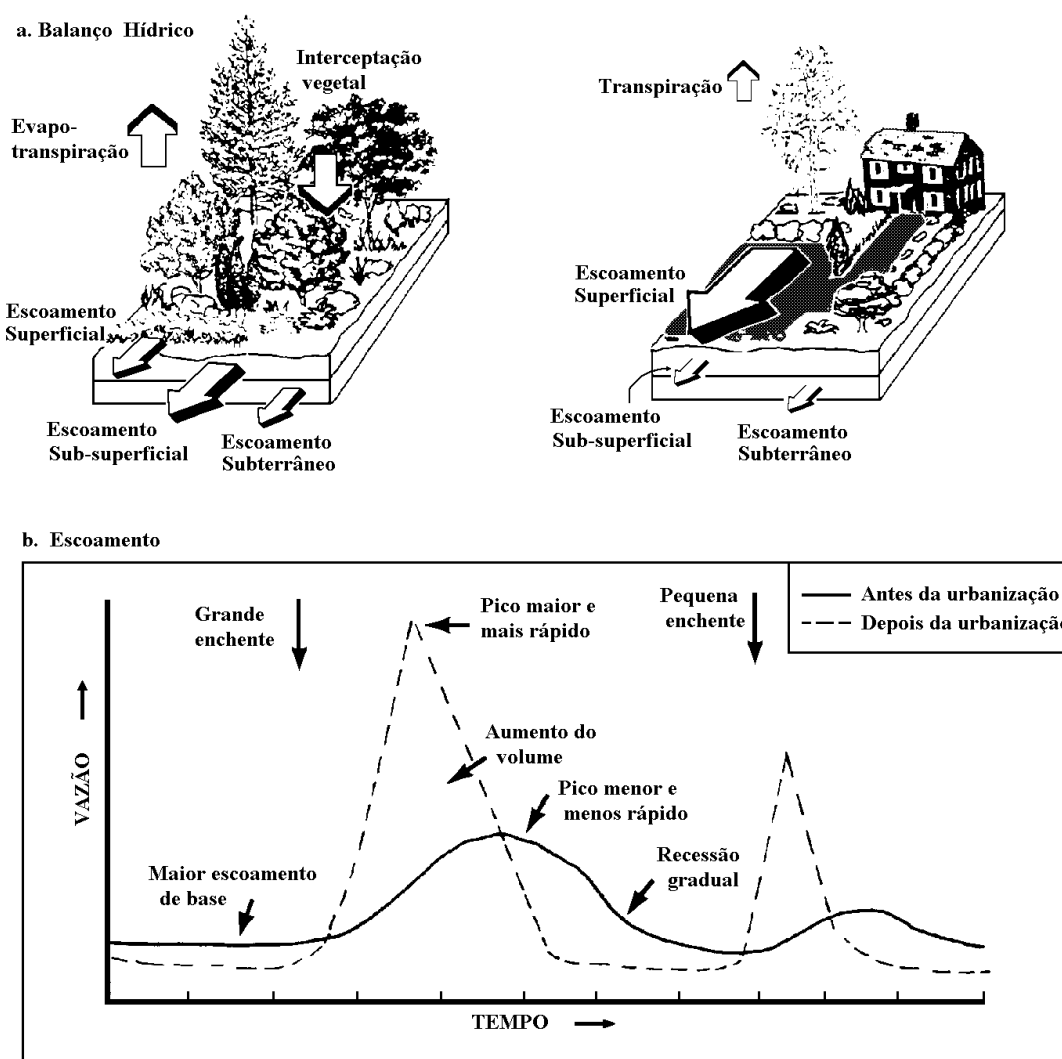 a. Balanço Hídrico
Interceptação
vegetal
Evapo-
transpiração
Escoamento
Superficial
Escoamento
Sub-superficial
Escoamento
Subterrâneo
Transpiração
Escoamento
Superficial
Escoamento
Sub-superficial
Escoamento
Subterrâneo
b. Escoamento
Grande
enchente
Pico maior e
mais rápido
Pequena
enchente
Antes da urbanização
Depois da urbanização
Aumento do
volume
Pico menor e
menos rápido
Maior escoamento
de base
Recessão
gradual
VAZÃO
TEMPO